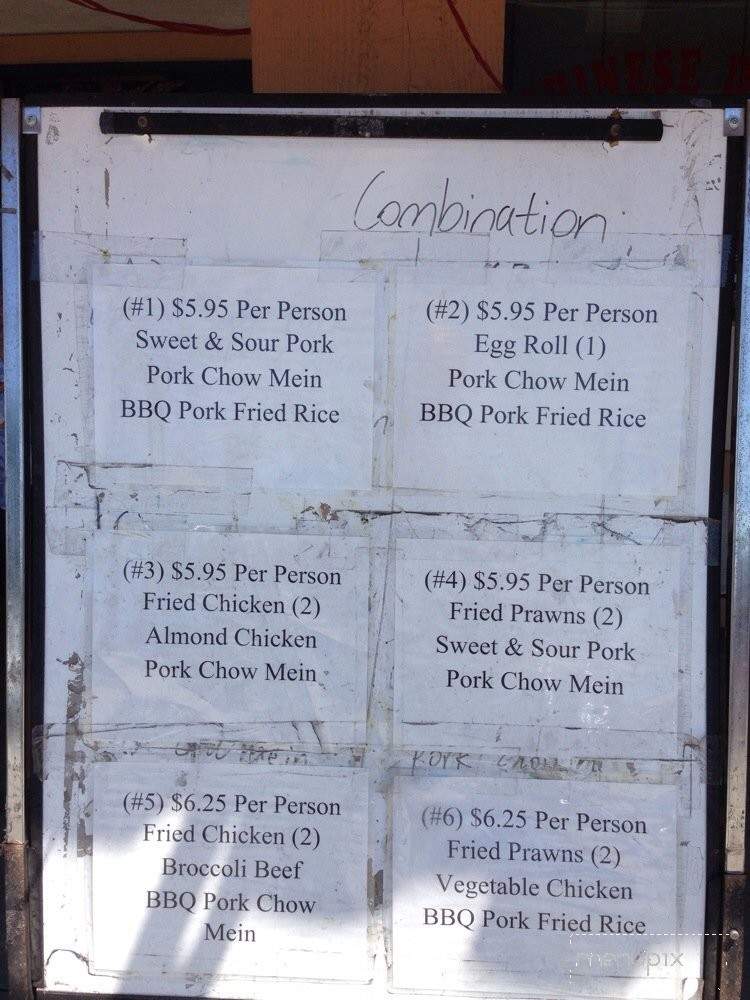 Combination
(#1) $5.95 Per Person
Sweet & Sour Pork
Pork Chow Mein
BBQ Pork Fried Rice
(#2) $5.95 Per Person
Egg Roll (1)
Pork Chow Mein
BBQ Pork Fried Rice
(#3) $5.95 Per Person
Fried Chicken (2)
Almond Chicken
Pork Chow Mein
(#4) $5.95 Per Person
Fried Prawns (2)
Sweet & Sour Pork
Pork Chow Mein
(#5) $6.25 Per Person
Fried Chicken (2)
Broccoli Beef
BBQ Pork Chow
Mein
(#6) $6.25 Per Person
Fried Prawns (2)
Vegetable Chicken
BBQ Pork Fried Rice